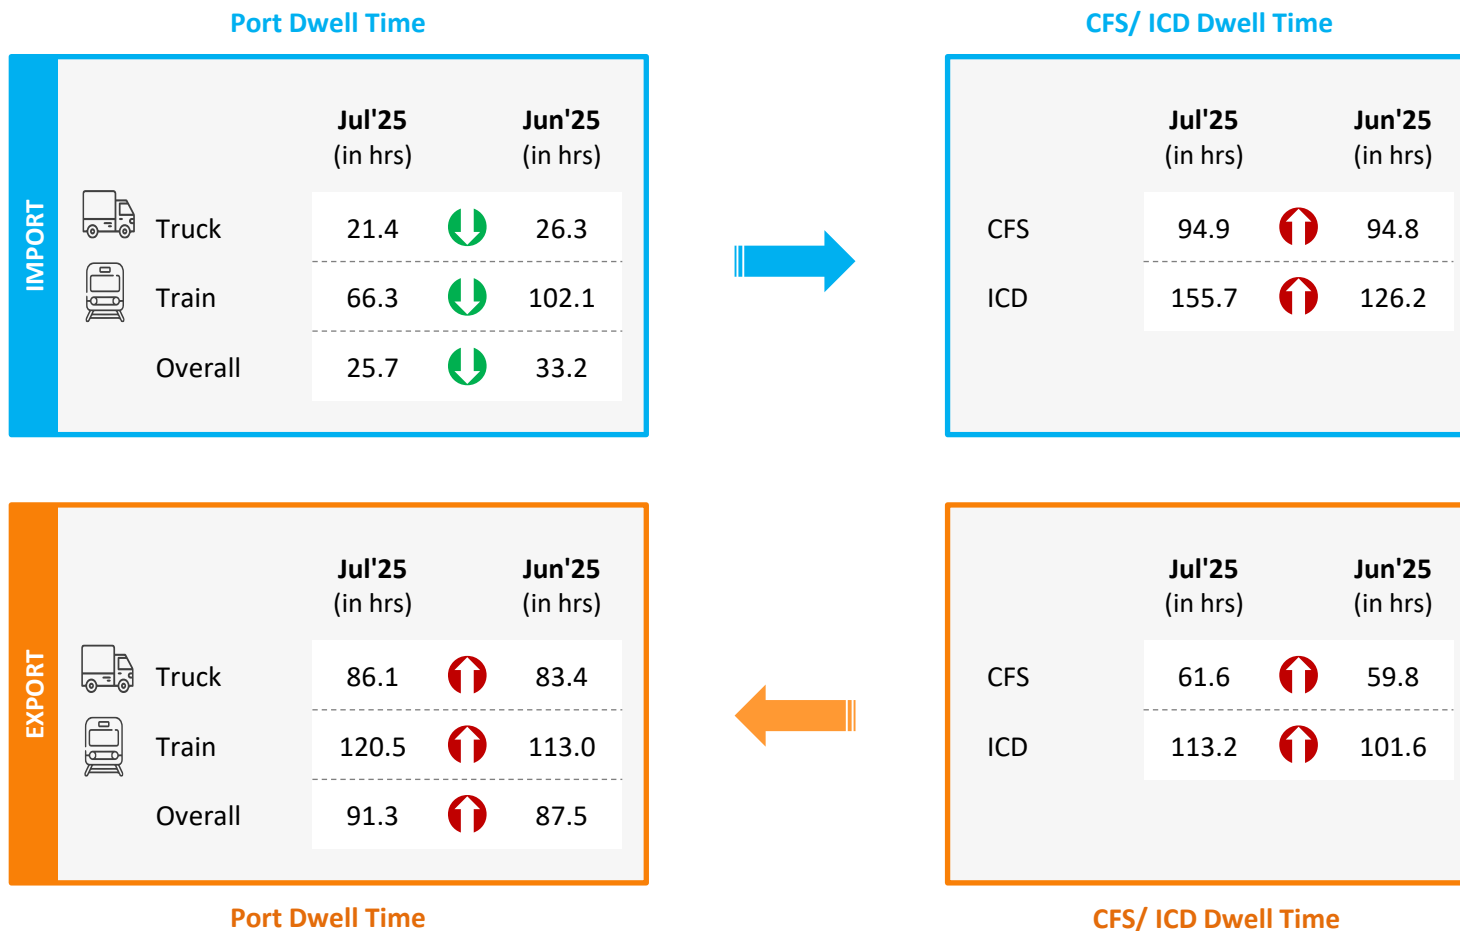 Port Dwell Time
CFS/ ICD Dwell Time
IMPORT
Jul'25 Jun'25
(in hrs) (in hrs)
Truck 21.4 26.3
Train 66.3 102.1
Overall 25.7 33.2
Jul'25 Jun'25
(in hrs) (in hrs)
CFS 94.9 94.8
ICD 155.7 126.2
EXPORT
Jul'25 Jun'25
(in hrs) (in hrs)
Truck 86.1 83.4
Train 120.5 113.0
Overall 91.3 87.5
Jul'25 Jun'25
(in hrs) (in hrs)
CFS 61.6 59.8
ICD 113.2 101.6
Port Dwell Time
CFS/ ICD Dwell Time